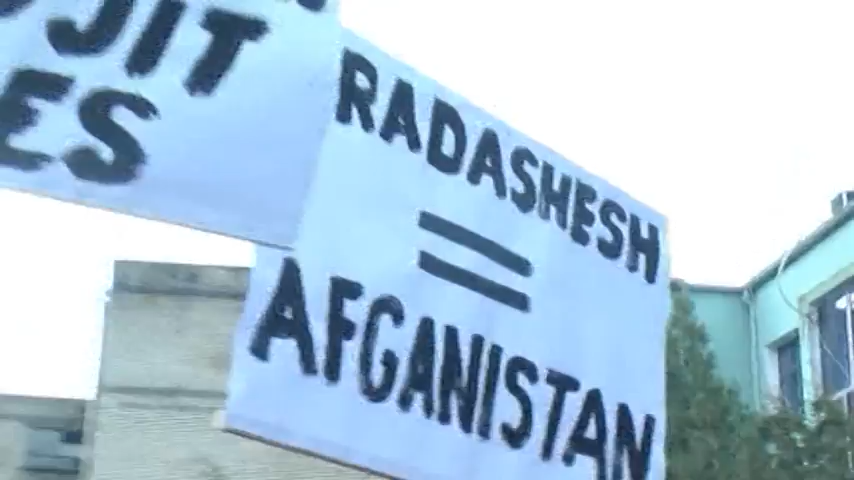 JIT
ES
RADASHESH
=
AFGANISTAN